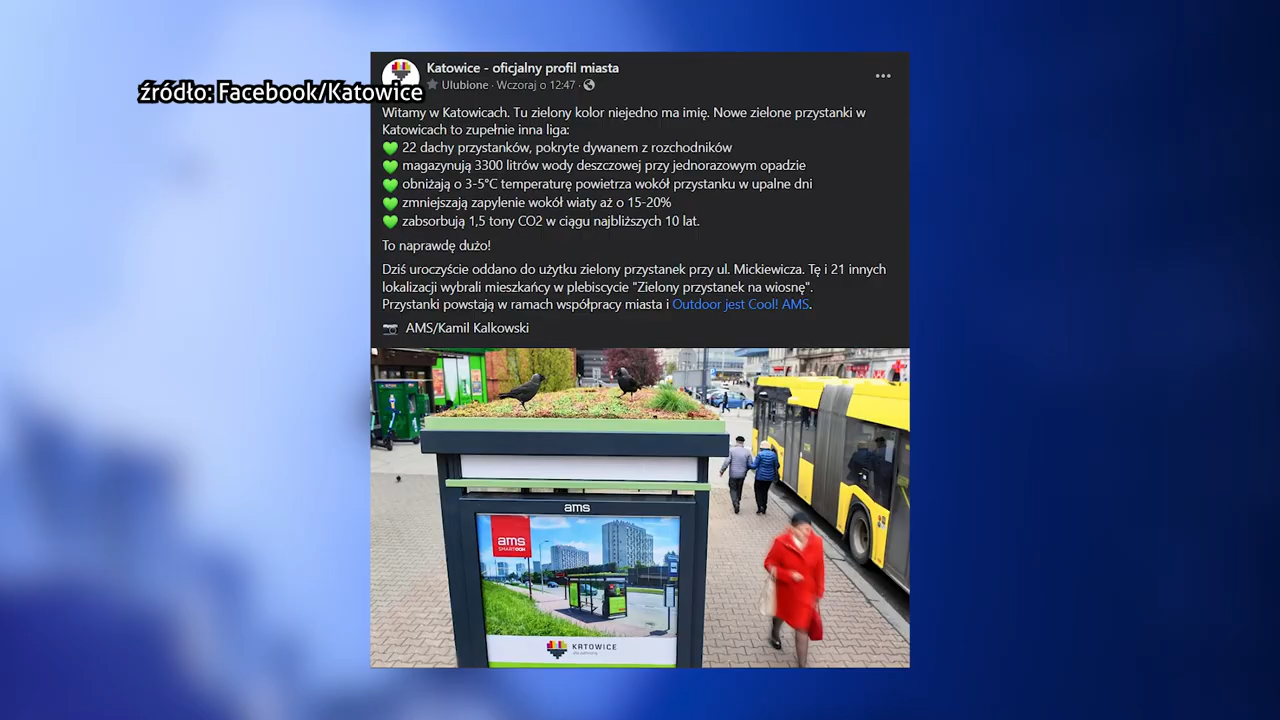 Katowice - oficjalny profil miasta
Ulubione · Wczoraj o 12:47 ·
źródło: Facebook/Katowice
Witamy w Katowicach. Tu zielony kolor niejedno ma imię. Nowe zielone przystanki w
Katowicach to zupełnie inna liga:
💚 22 dachy przystanków, pokryte dywanem z rozchodników
💚 magazynują 3300 litrów wody deszczowej przy jednorazowym opadzie
💚 obniżają o 3-5°C temperaturę powietrza wokół przystanku w upalne dni
💚 zmniejszają zapylenie wokół wiaty aż o 15-20%
💚 zabsorbują 1,5 tony CO2 w ciągu najbliższych 10 lat.
To naprawdę dużo!
Dziś uroczyście oddano do użytku zielony przystanek przy ul. Mickiewicza. Tę i 21 innych
lokalizacji wybrali mieszkańcy w plebiscycie "Zielony przystanek na wiosnę".
Przystanki powstają w ramach współpracy miasta i Outdoor jest Cool! AMS.
📷 AMS/Kamil Kalkowski
ams
ams
SMARTDOM
KATOWICE